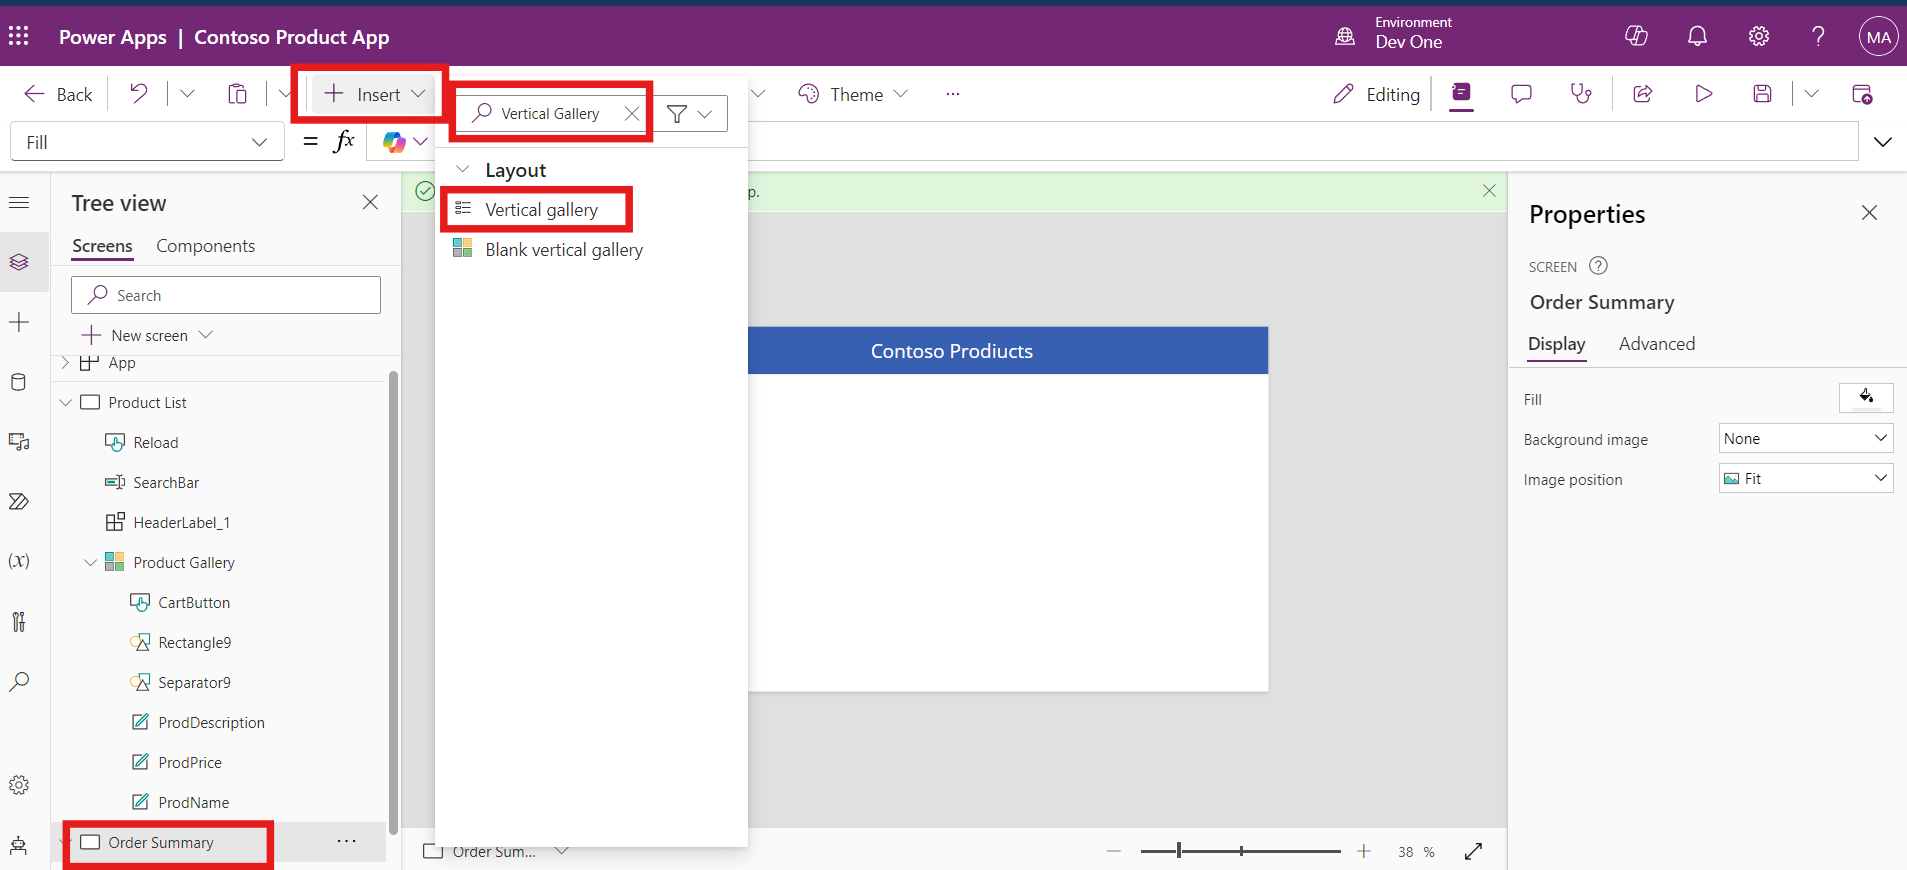 Power Apps | Contoso Product App
Environment
Dev One
MA
Back
Insert
Vertical Gallery
Theme
Editing
Fill
= fx
Layout
Vertical gallery
Blank vertical gallery
p.
Tree view
Screens Components
Search
New screen
App
Product List
Reload
SearchBar
HeaderLabel_1
Product Gallery
CartButton
Rectangle9
Separator9
ProdDescription
ProdPrice
ProdName
Order Summary
(x)
Contoso Prodiucts
Order Sum...
38 %
Properties
SCREEN
Order Summary
Display Advanced
Fill
Background image None
Image position Fit